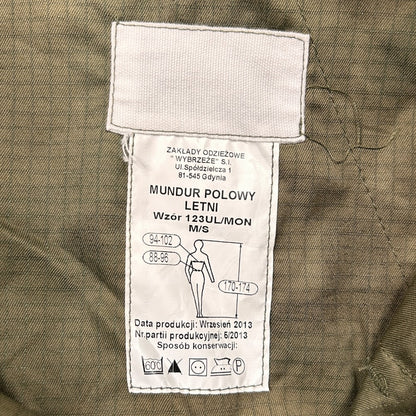 ZAKŁADY ODZIEŻOWE
"WYBRZEŻE" S.I.
Ul.Spółdzielcza 1
81-545 Gdynia
MUNDUR POLOWY
LETNI
Wzór 123UL/MON
M/S
94-102
88-96
170-174
Data produkcji: Wrzesień 2013
Nr.partii produkcyjnej: 6/2013
Sposób konserwacji:
60°C P